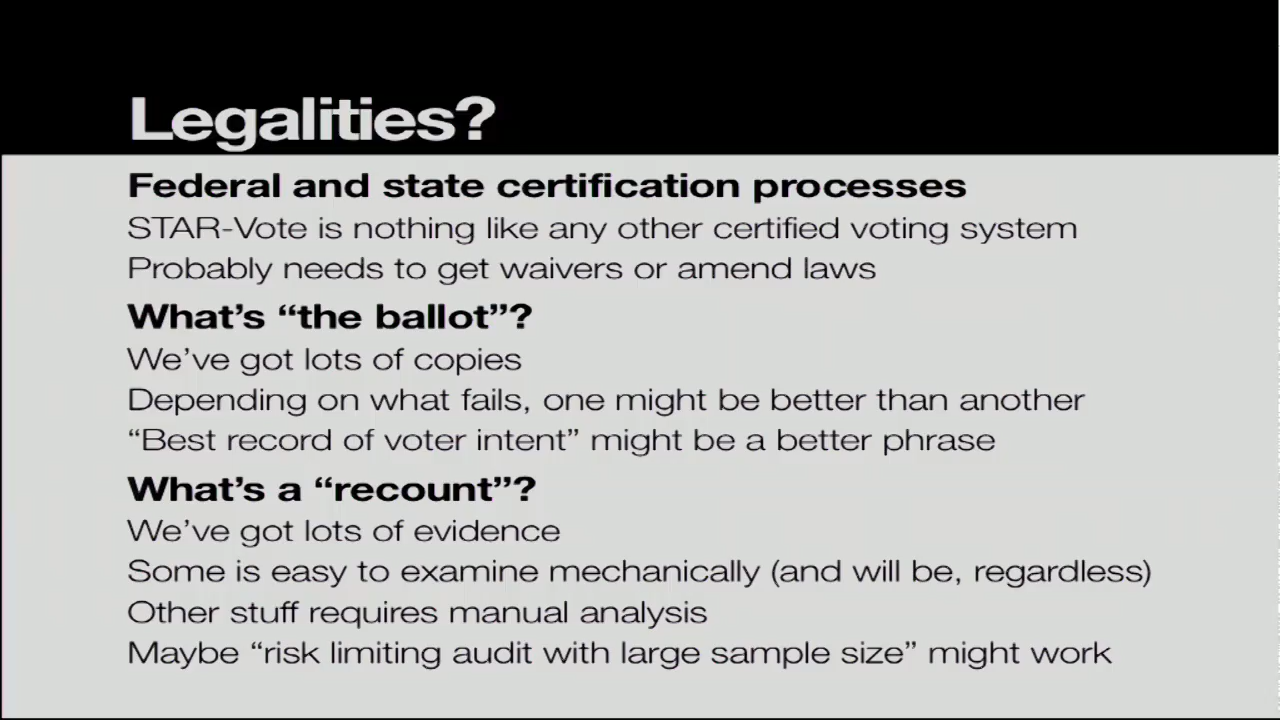 Legalities?
Federal and state certification processes
STAR-Vote is nothing like any other certified voting system
Probably needs to get waivers or amend laws
What’s “the ballot”?
We’ve got lots of copies
Depending on what fails, one might be better than another
“Best record of voter intent” might be a better phrase
What’s a “recount”?
We’ve got lots of evidence
Some is easy to examine mechanically (and will be, regardless)
Other stuff requires manual analysis
Maybe “risk limiting audit with large sample size” might work